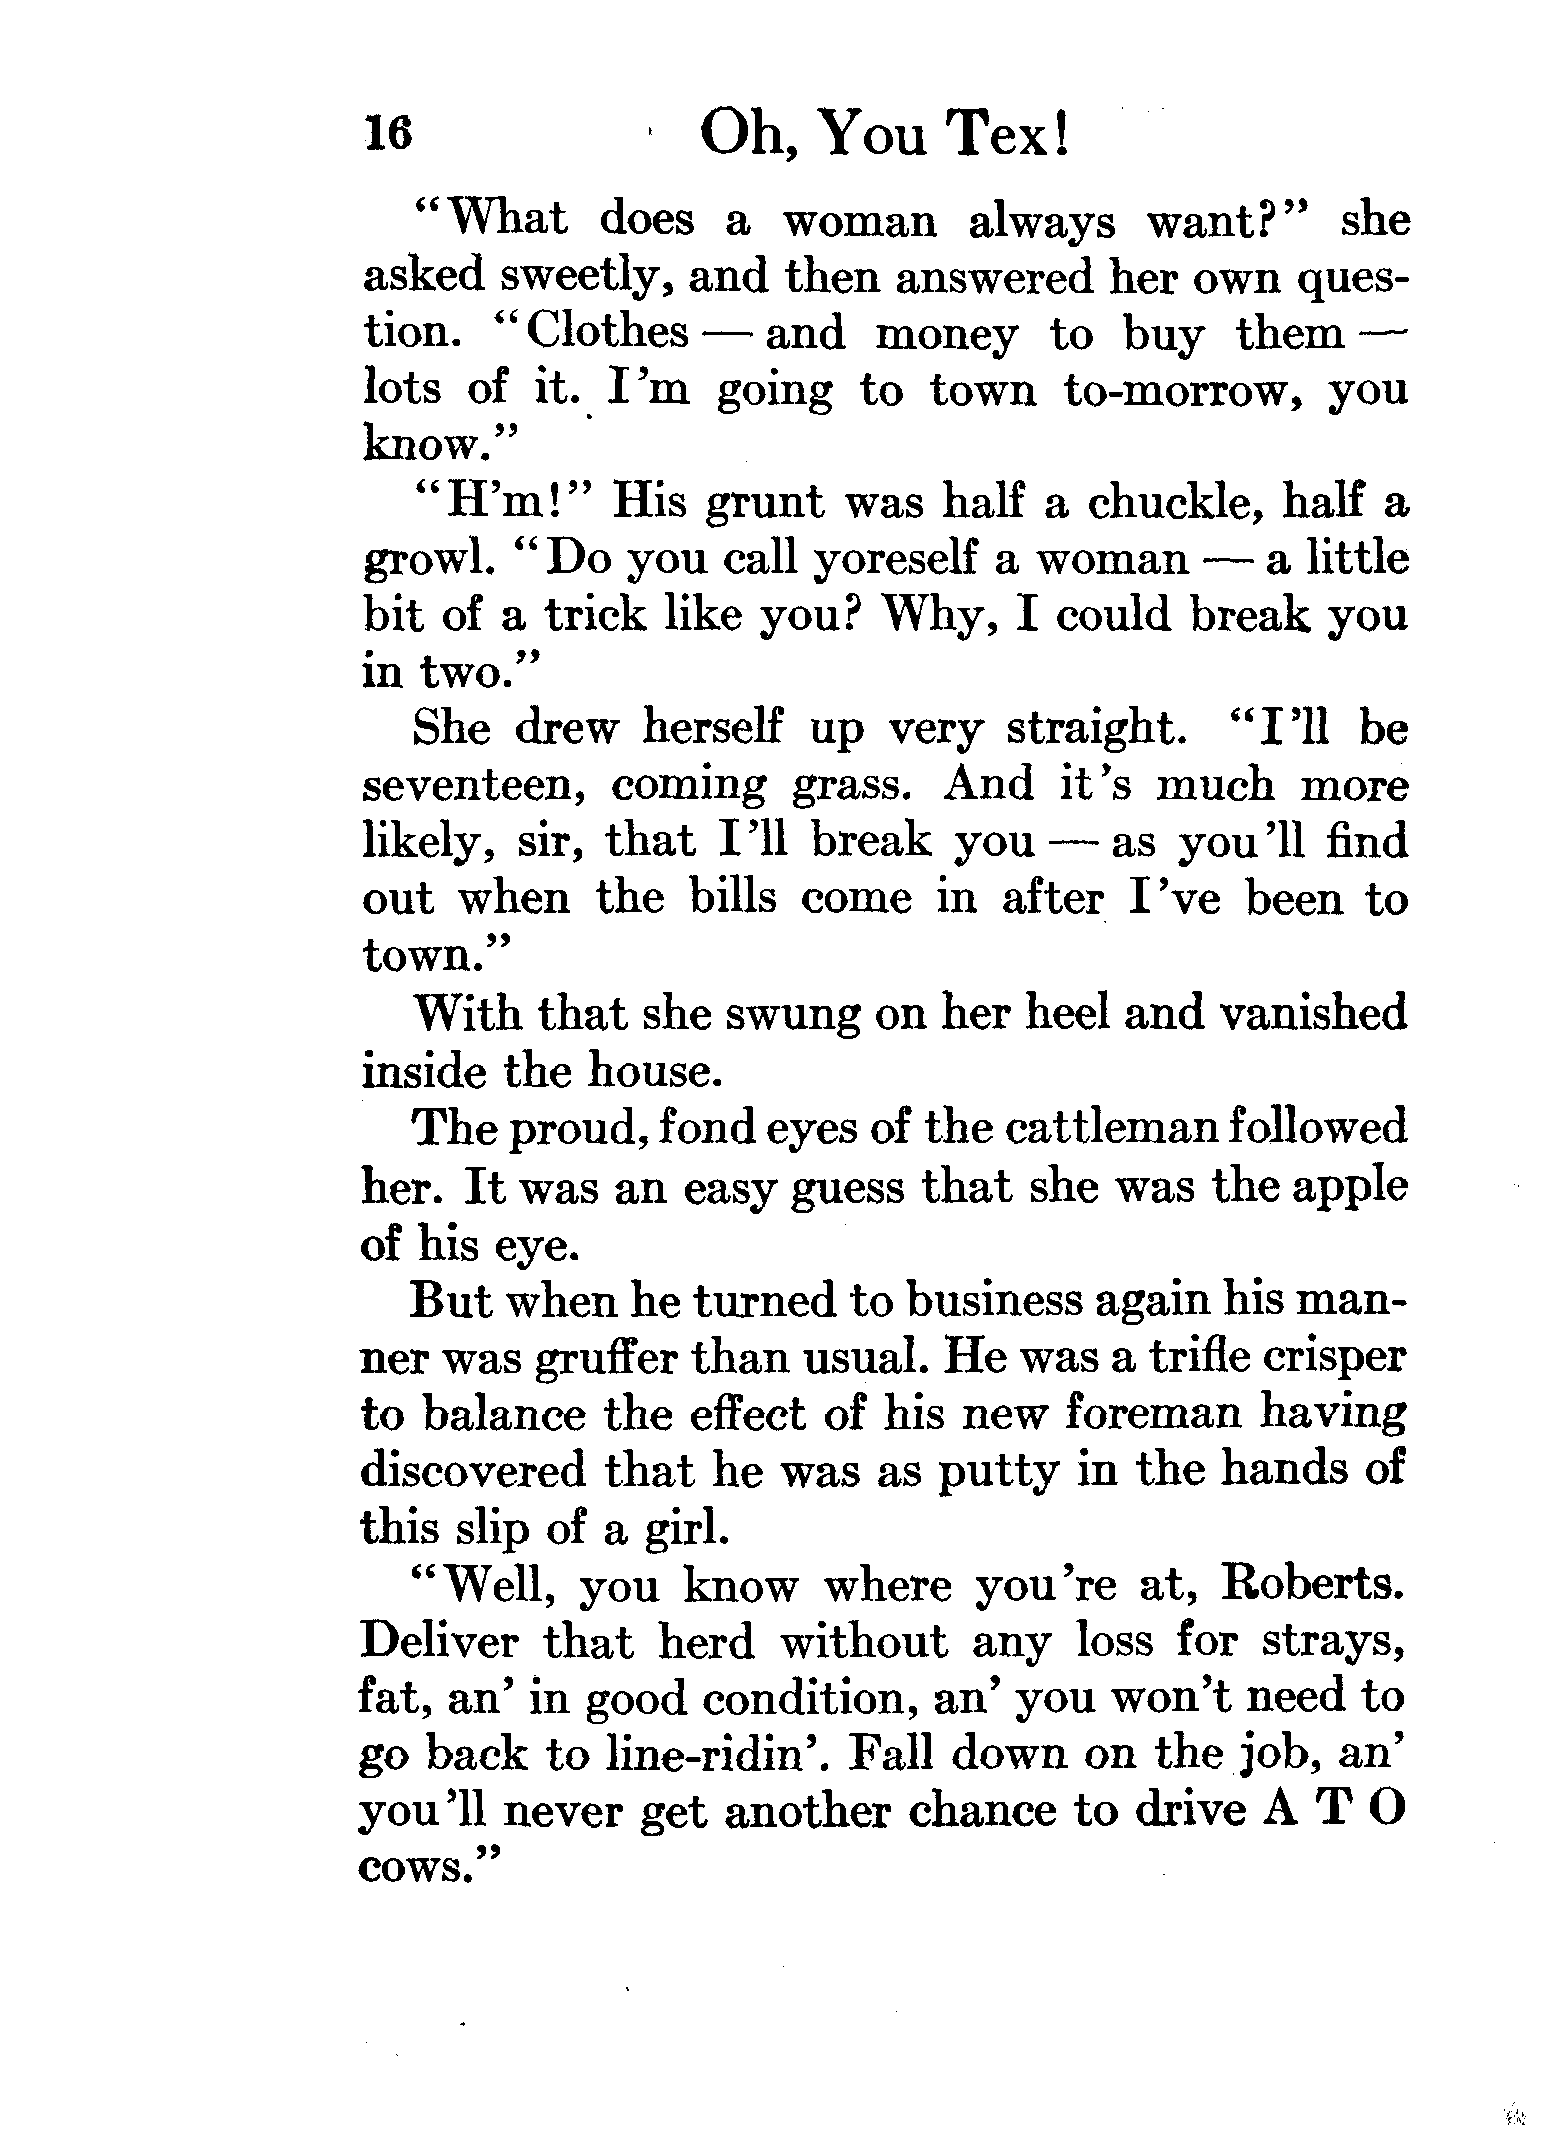 16 Oh, You Tex!
"What does a woman always want?" she
asked sweetly, and then answered her own ques-
tion. "Clothes — and money to buy them —
lots of it. I'm going to town to-morrow, you
know."
"H'm!" His grunt was half a chuckle, half a
growl. "Do you call yoreself a woman — a little
bit of a trick like you? Why, I could break you
in two."
She drew herself up very straight. "I'll be
seventeen, coming grass. And it's much more
likely, sir, that I'll break you — as you'll find
out when the bills come in after I've been to
town."
With that she swung on her heel and vanished
inside the house.
The proud, fond eyes of the cattleman followed
her. It was an easy guess that she was the apple
of his eye.
But when he turned to business again his man-
ner was gruffer than usual. He was a trifle crisper
to balance the effect of his new foreman having
discovered that he was as putty in the hands of
this slip of a girl.
"Well, you know where you're at, Roberts.
Deliver that herd without any loss for strays,
fat, an' in good condition, an' you won't need to
go back to line-ridin'. Fall down on the job, an'
you'll never get another chance to drive A T O
cows."